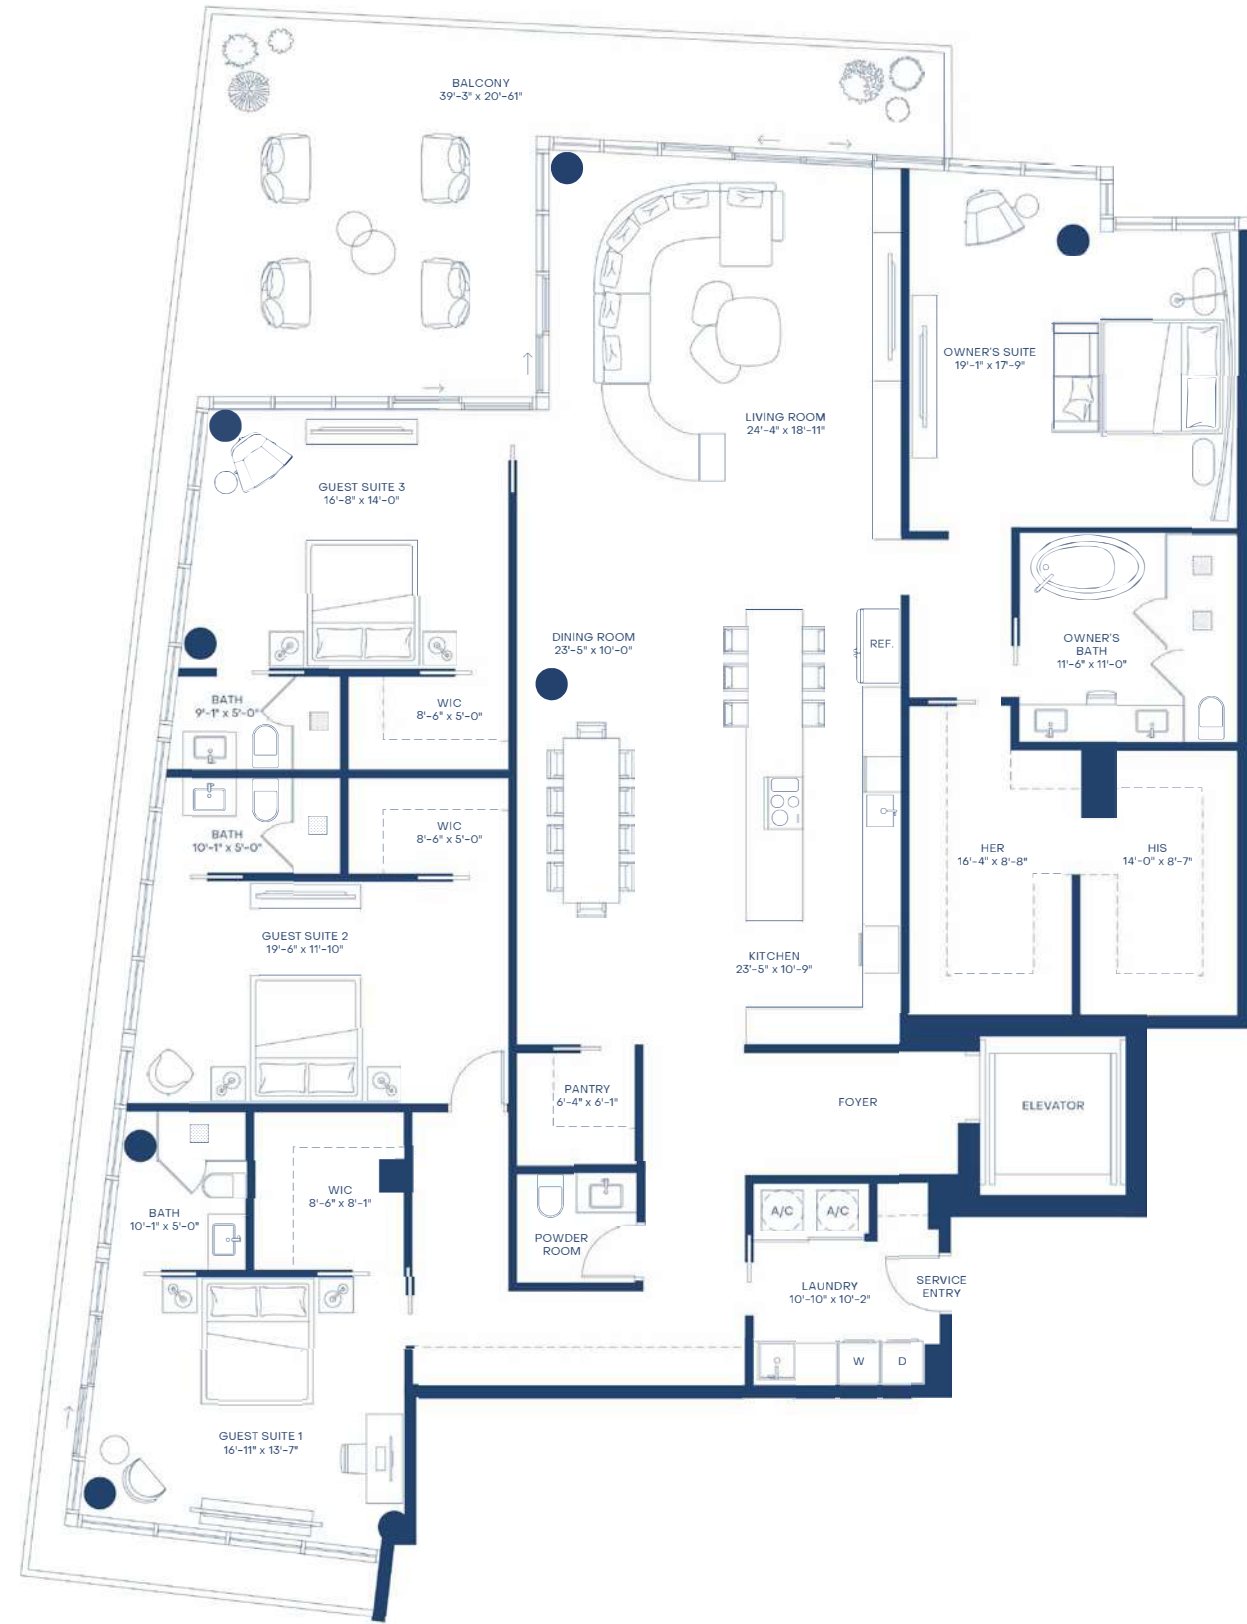 BALCONY
39'-3" x 20'-61"
OWNER'S SUITE
19'-1" x 17'-9"
LIVING ROOM
24'-4" x 18'-11"
GUEST SUITE 3
16'-8" x 14'-0"
DINING ROOM
23'-5" x 10'-0"
REF.
OWNER'S
BATH
11'-6" x 11'-0"
BATH
9'-1" x 5'-0"
WIC
8'-6" x 5'-0"
WIC
8'-6" x 5'-0"
BATH
10'-1" x 5'-0"
HER
16'-4" x 8'-8"
HIS
14'-0" x 8'-7"
GUEST SUITE 2
19'-6" x 11'-10"
KITCHEN
23'-5" x 10'-9"
PANTRY
6'-4" x 6'-1"
FOYER
ELEVATOR
WIC
8'-6" x 8'-1"
BATH
10'-1" x 5'-0"
A/C
A/C
POWDER
ROOM
LAUNDRY
10'-10" x 10'-2"
SERVICE
ENTRY
W
D
GUEST SUITE 1
16'-11" x 13'-7"